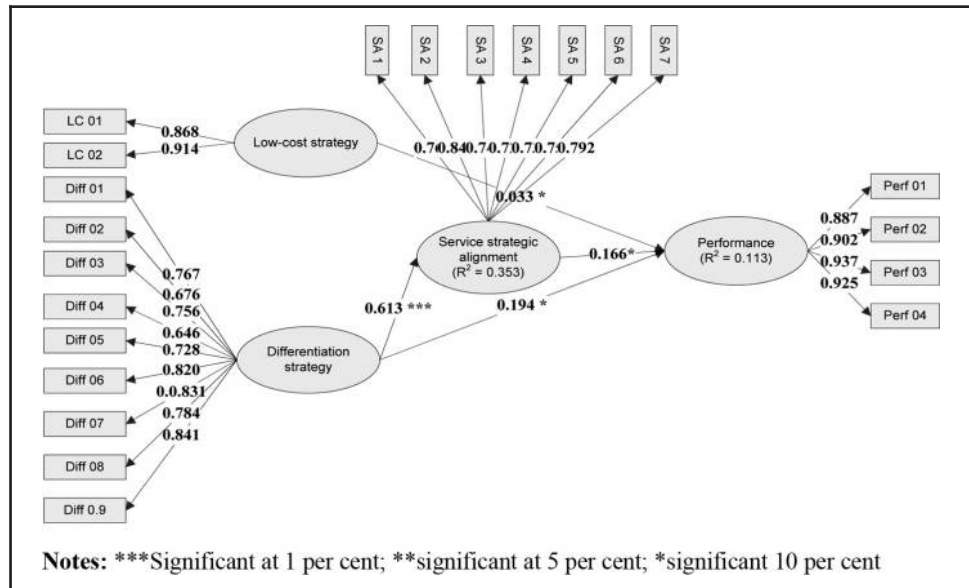 SA 1
SA 2
SA 3
SA 4
SA 5
SA 6
SA 7
LC 01
LC 02
0.868
0.914
Low-cost strategy
0.792
Diff 01
Diff 02
Diff 03
Diff 04
Diff 05
Diff 06
Diff 07
Diff 08
Diff 0.9
0.767
0.676
0.756
0.646
0.728
0.820
0.0.831
0.784
0.841
Differentiation
strategy
0.613 ***
Service strategic
alignment
(R² = 0.353)
0.033 *
0.166*
0.194 *
Performance
(R² = 0.113)
0.887
0.902
0.937
0.925
Perf 01
Perf 02
Perf 03
Perf 04
Notes: ***Significant at 1 per cent; **significant at 5 per cent; *significant 10 per cent